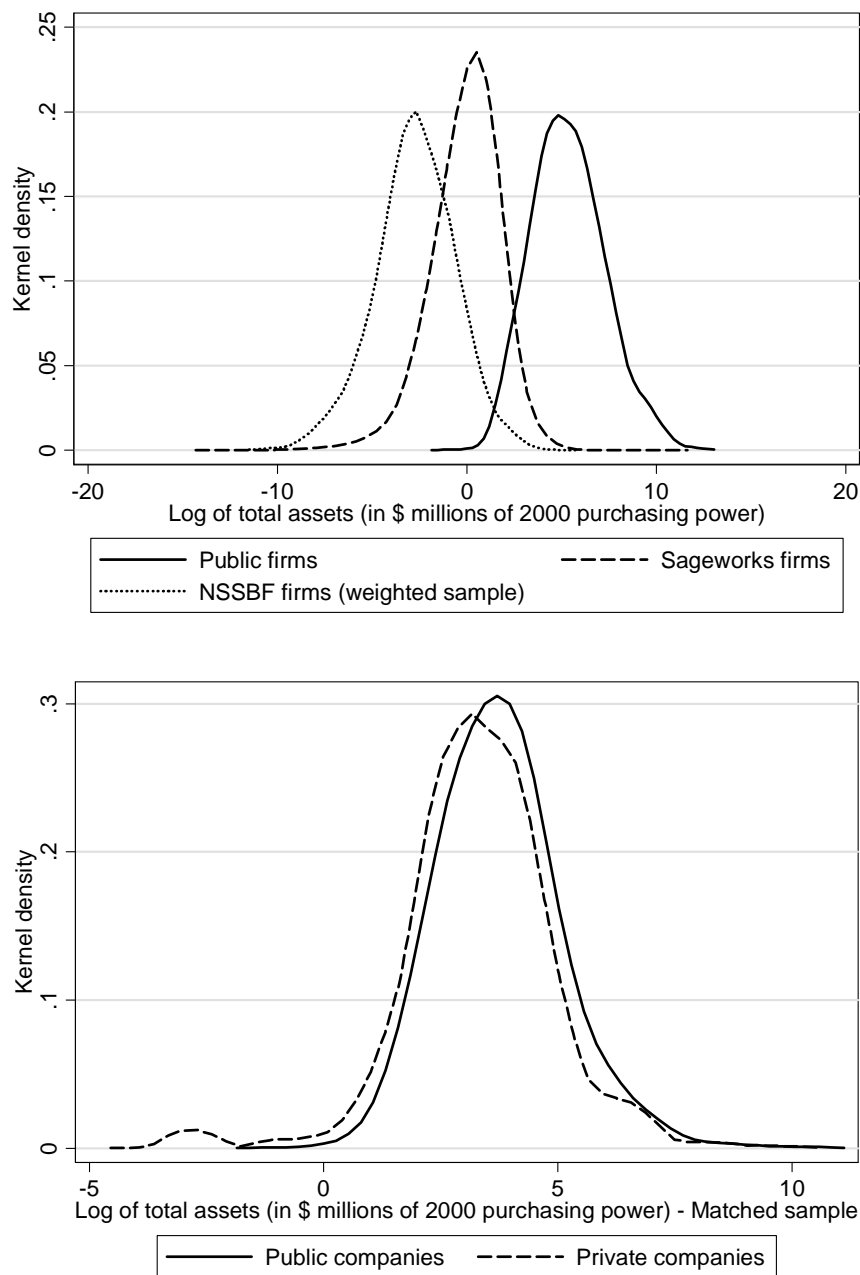 .25
.2
.15
.1
.05
0
Kernel density
-20 -10 0 10 20
Log of total assets (in $ millions of 2000 purchasing power)
Public firms Sageworks firms
NSSBF firms (weighted sample)
.3
.2
.1
0
Kernel density
-5 0 5 10
Log of total assets (in $ millions of 2000 purchasing power) - Matched sample
Public companies Private companies